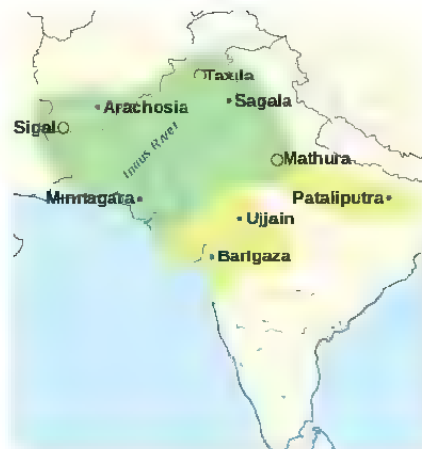 Taxila
Arachosia
Sagala
Sigal
Indus River
Mathura
Minnagara
Pataliputra
Ujjain
Barigaza